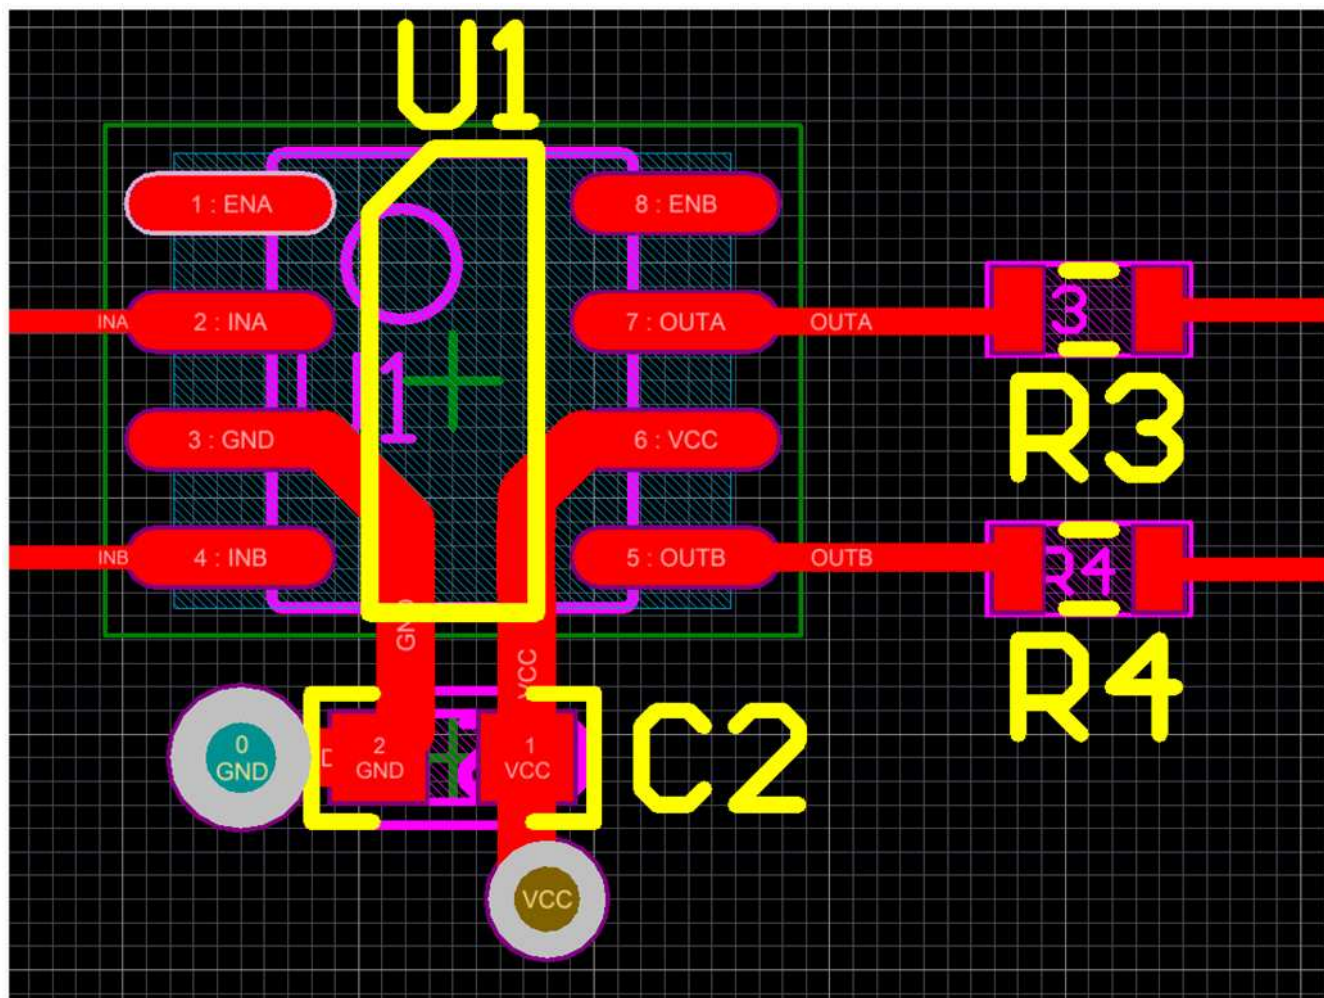 U1
1 : ENA
8 : ENB
INA
2 : INA
7 : OUTA
OUTA
3
1
R3
3 : GND
6 : VCC
INB
4 : INB
5 : OUTB
OUTB
R4
GND
VCC
R4
C2
0
GND
2
GND
1
VCC
VCC